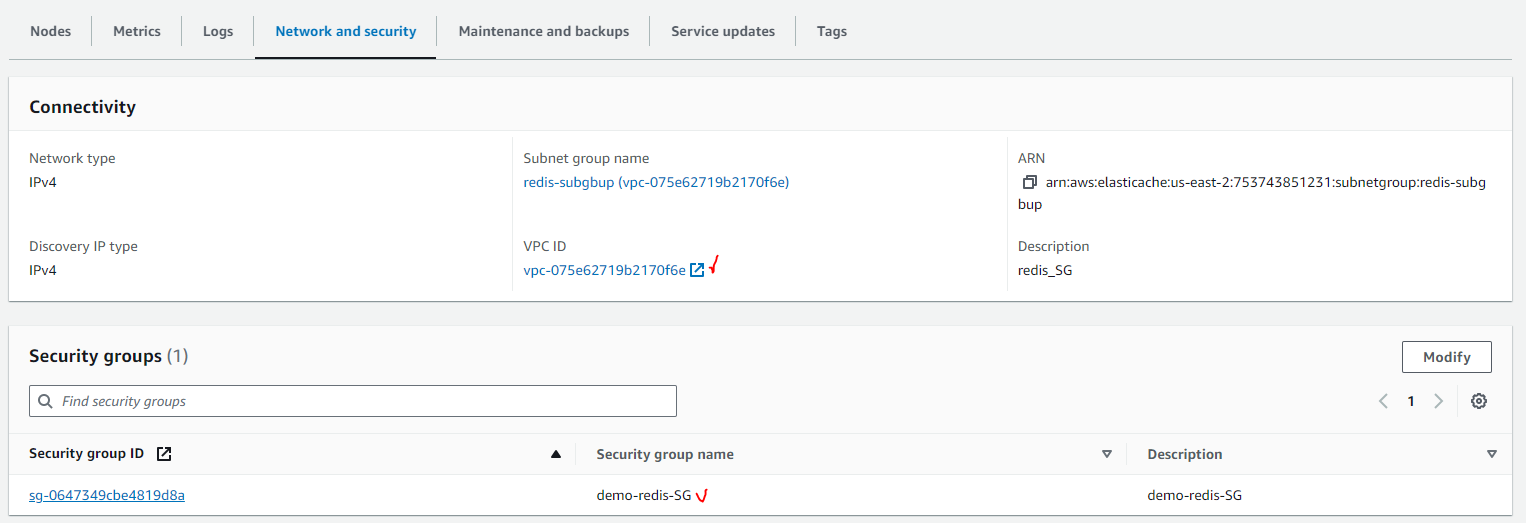 Nodes Metrics Logs Network and security Maintenance and backups Service updates Tags
Connectivity
Network type
IPv4
Subnet group name
redis-subgbup (vpc-075e62719b2170f6e)
ARN
arn:aws:elasticache:us-east-2:753743851231:subnetgroup:redis-subg
bup
Discovery IP type
IPv4
VPC ID
vpc-075e62719b2170f6e
Description
redis_SG
Security groups (1)
Modify
Find security groups
1
Security group ID Security group name Description
sg-0647349cbe4819d8a demo-redis-SG demo-redis-SG